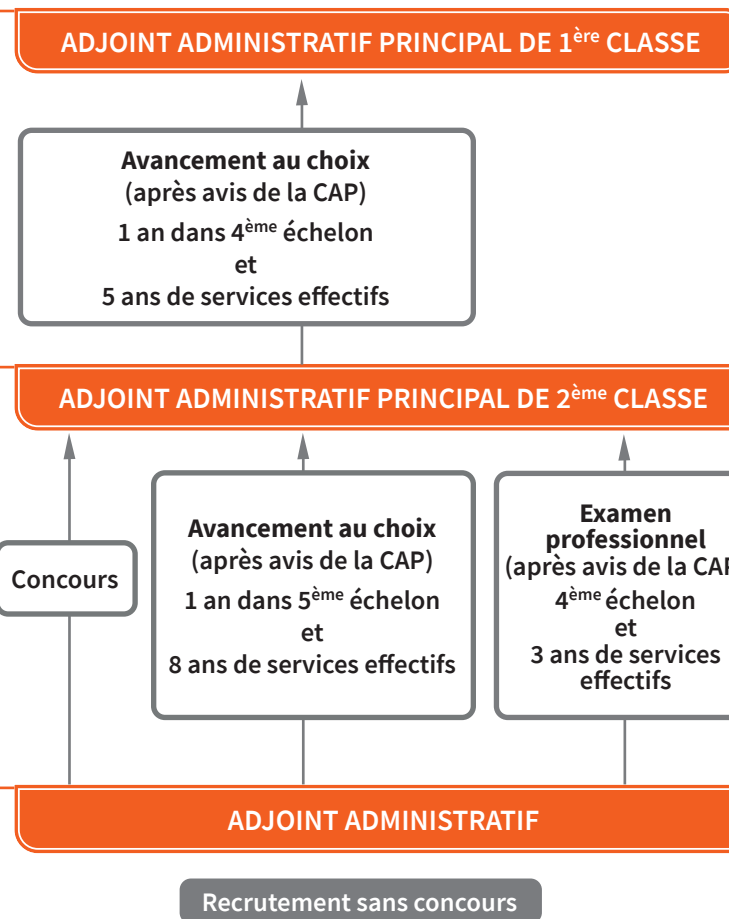 ADJOINT ADMINISTRATIF PRINCIPAL DE 1ère CLASSE
Avancement au choix
(après avis de la CAP)
1 an dans 4ème échelon
et
5 ans de services effectifs
ADJOINT ADMINISTRATIF PRINCIPAL DE 2ème CLASSE
Concours
Avancement au choix
(après avis de la CAP)
1 an dans 5ème échelon
et
8 ans de services effectifs
Examen
professionnel
(après avis de la CAP
4ème échelon
et
3 ans de services
effectifs
ADJOINT ADMINISTRATIF
Recrutement sans concours